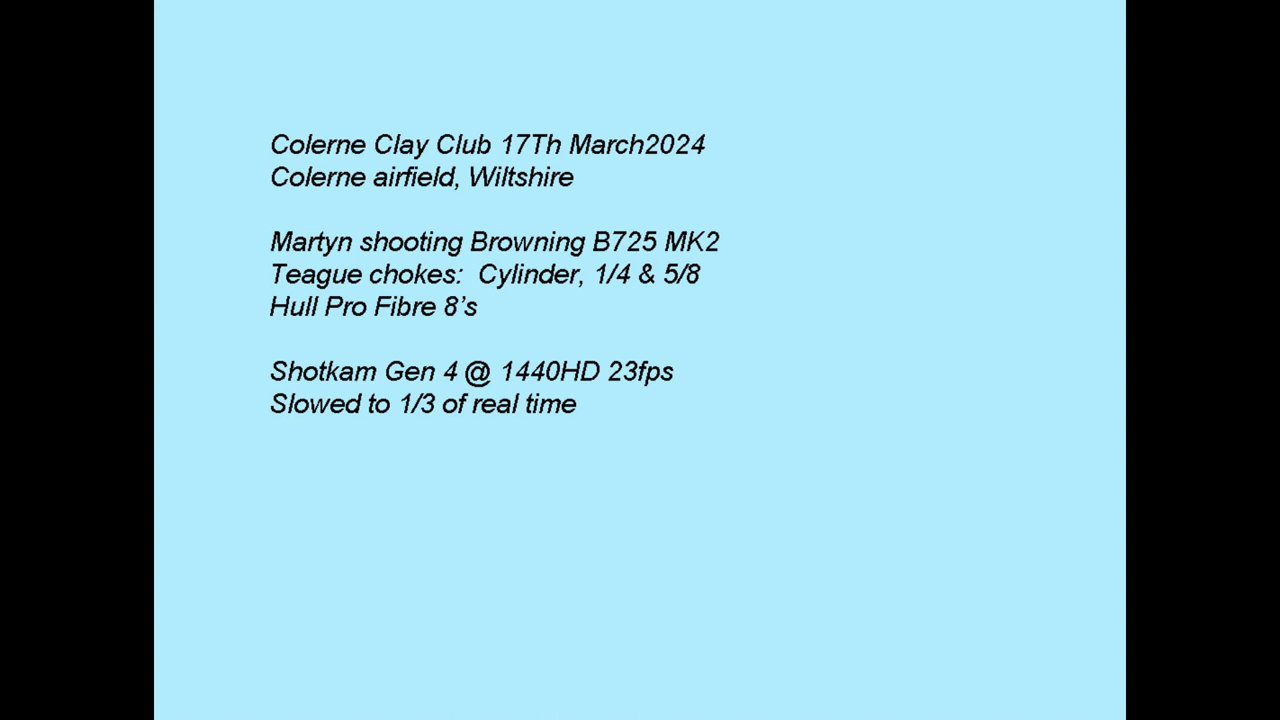 Colerne Clay Club 17Th March2024
Colerne airfield, Wiltshire
Martyn shooting Browning B725 MK2
Teague chokes:  Cylinder, 1/4 & 5/8
Hull Pro Fibre 8’s
Shotkam Gen 4 @ 1440HD 23fps
Slowed to 1/3 of real time